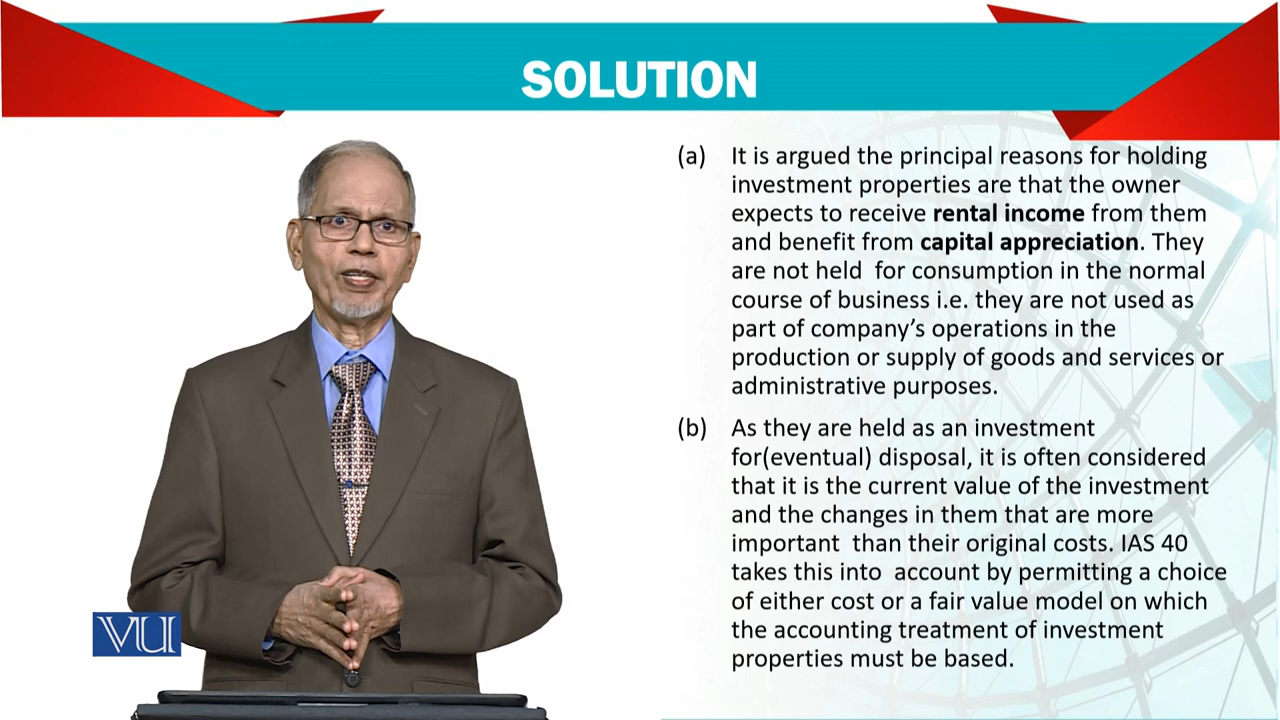 SOLUTION
(a) It is argued the principal reasons for holding
investment properties are that the owner
expects to receive rental income from them
and benefit from capital appreciation. They
are not held for consumption in the normal
course of business i.e. they are not used as
part of company’s operations in the
production or supply of goods and services or
administrative purposes.
(b) As they are held as an investment
for(eventual) disposal, it is often considered
that it is the current value of the investment
and the changes in them that are more
important than their original costs. IAS 40
takes this into account by permitting a choice
of either cost or a fair value model on which
the accounting treatment of investment
properties must be based.
VU